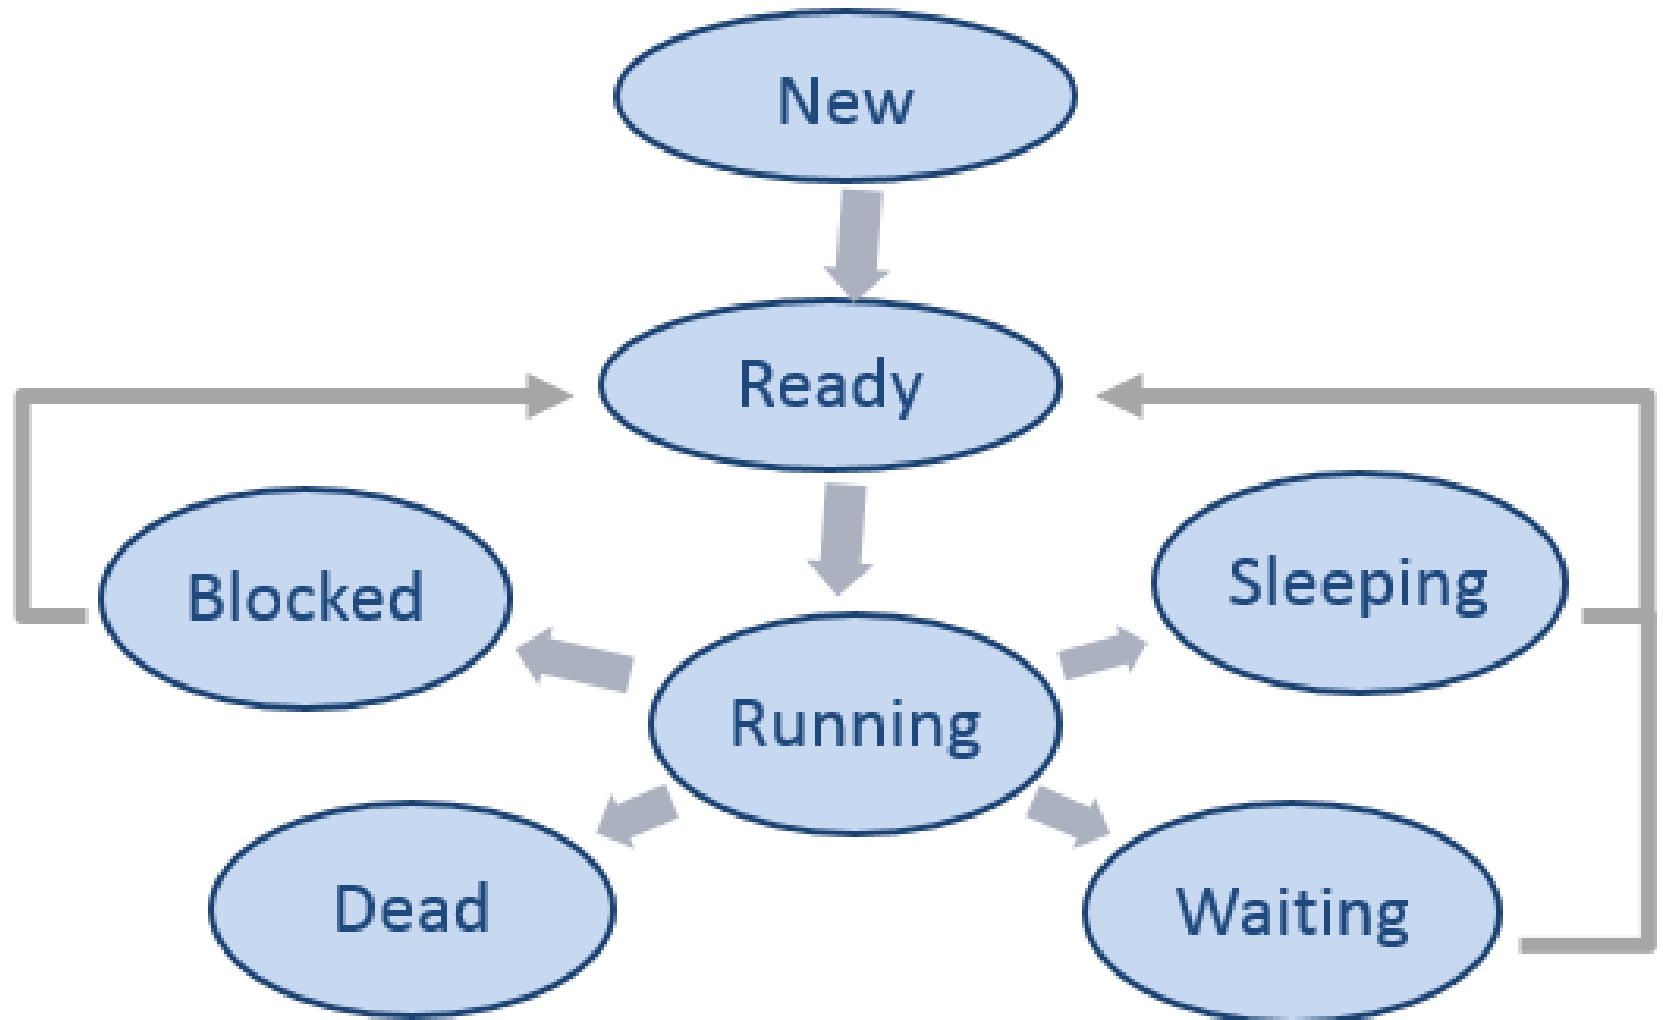 New
Ready
Blocked
Sleeping
Running
Dead
Waiting